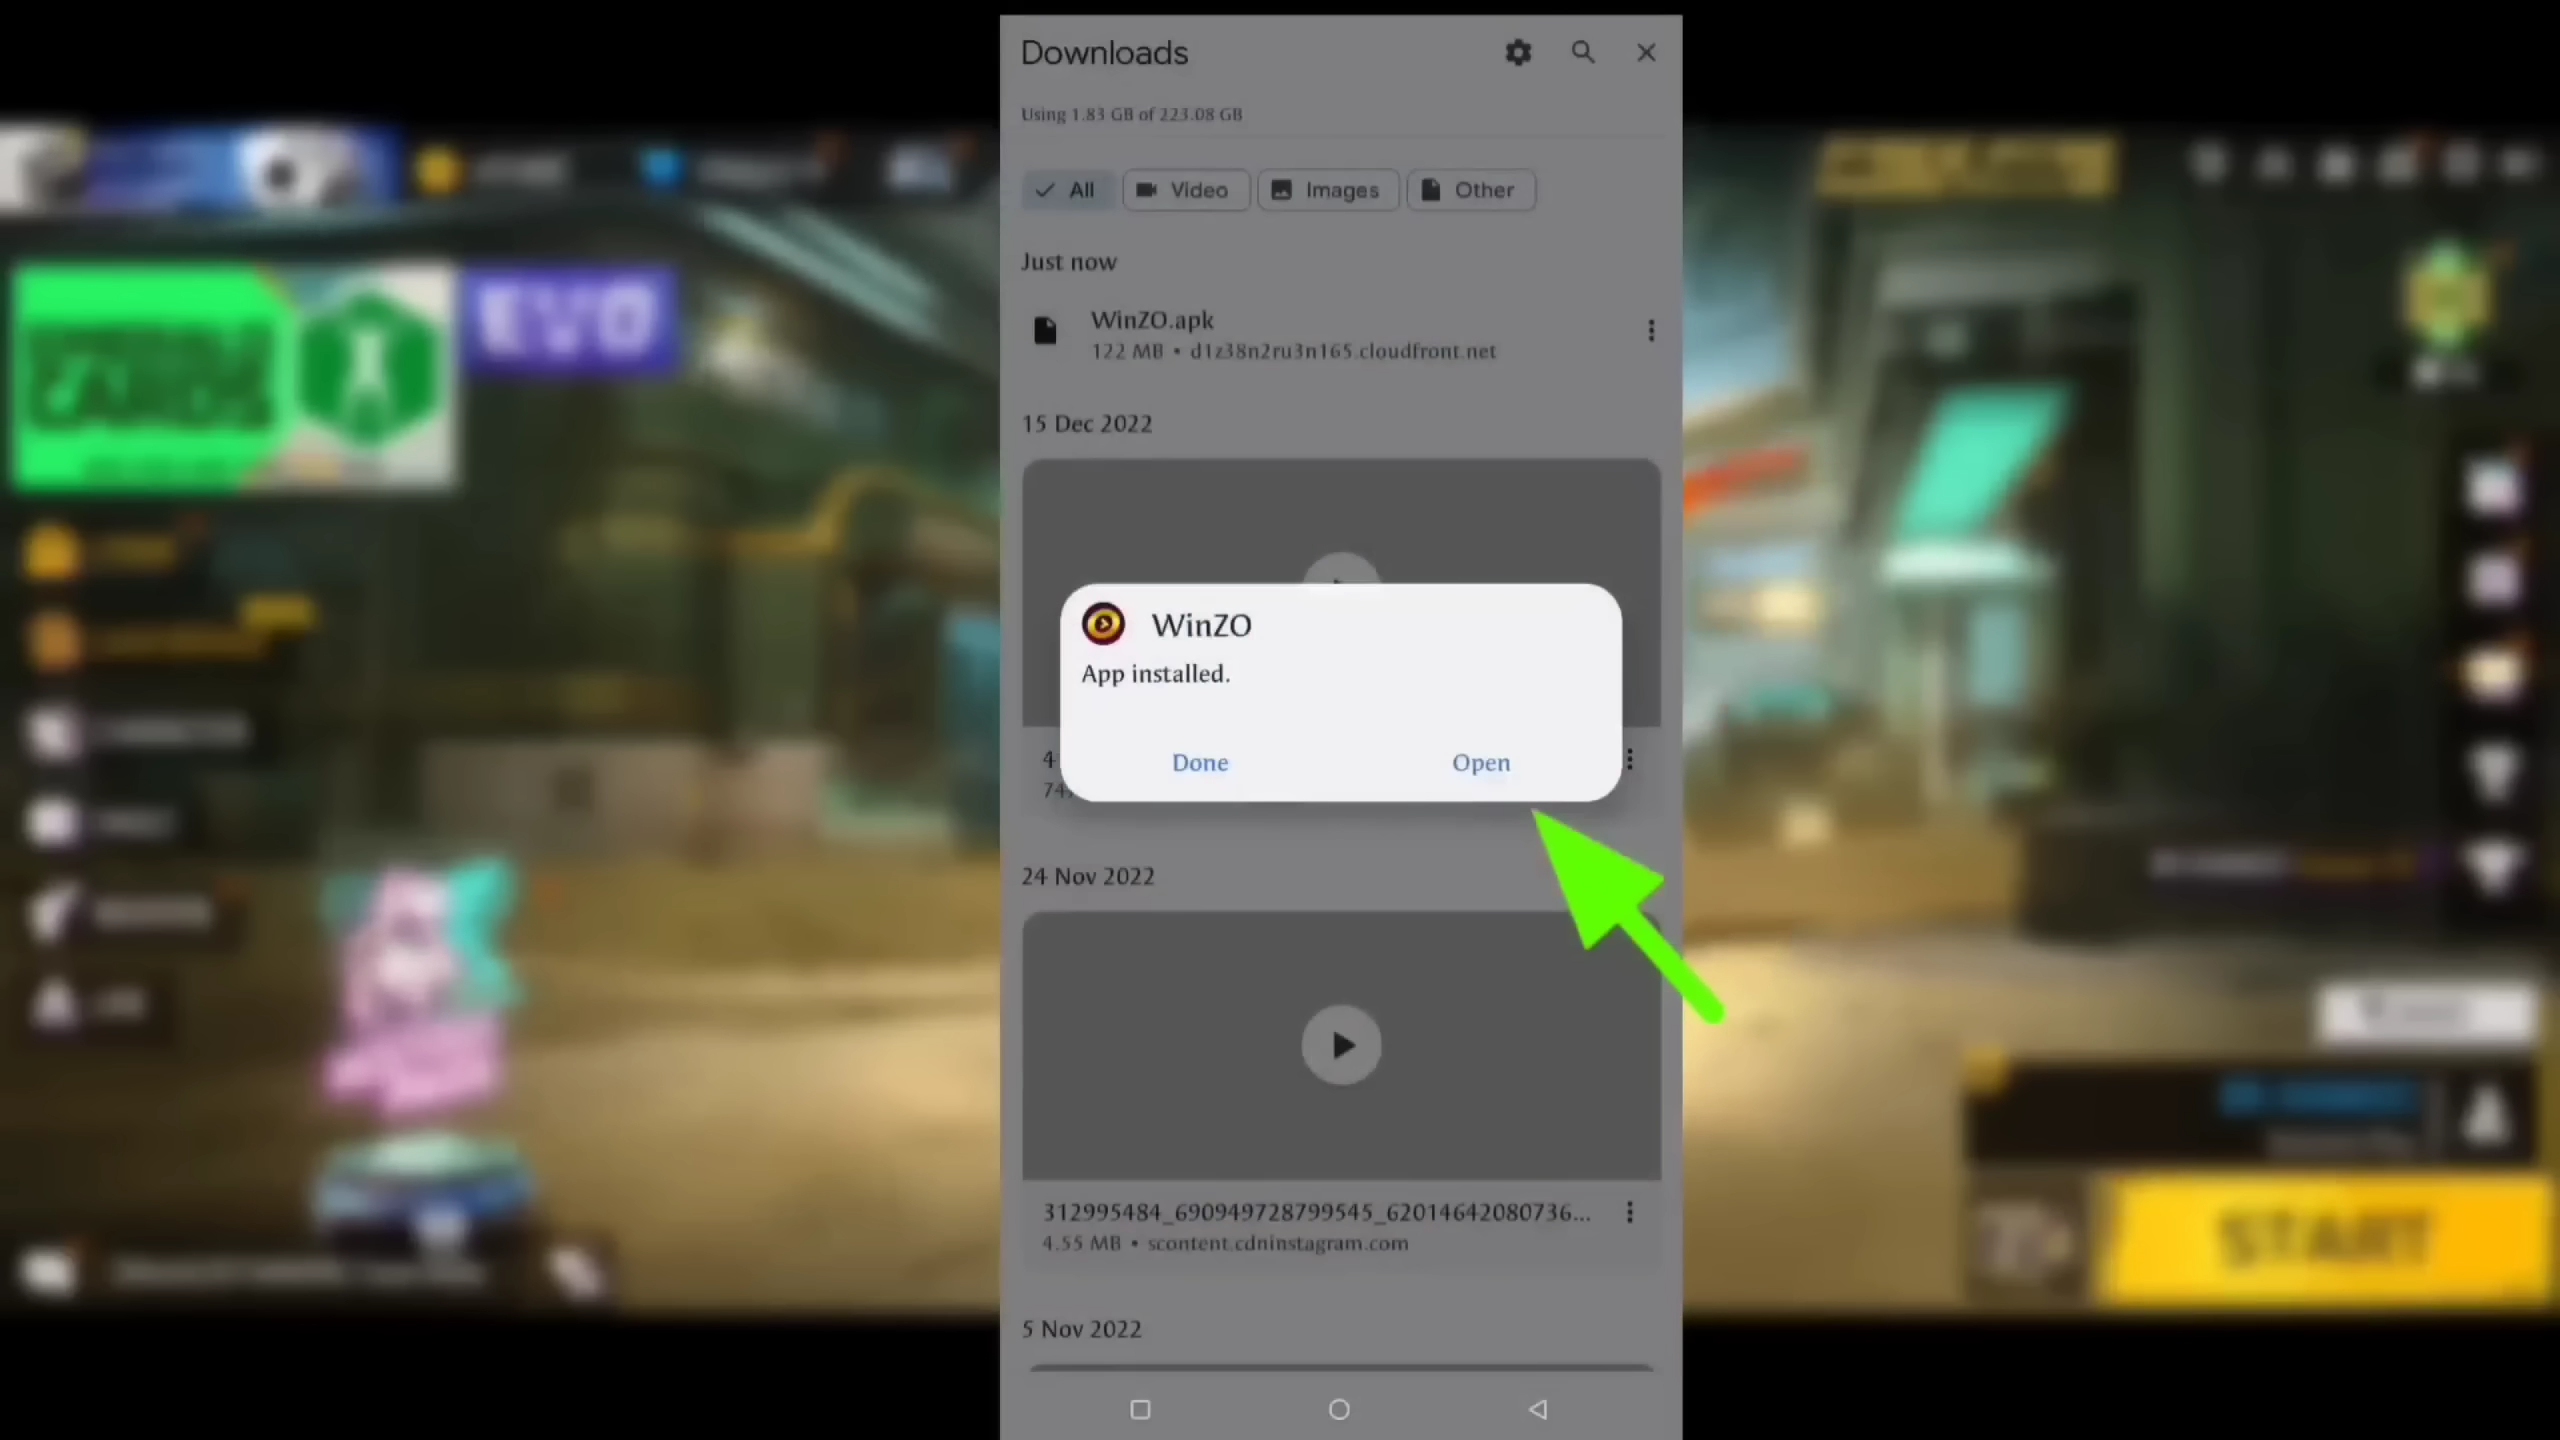 Downloads
Using 1.83 GB of 223.08 GB
All
Video
Images
Other
Just now
WinZO.apk
122 MB • d1z38n2ru3n165.cloudfront.net
15 Dec 2022
WinZO
App installed.
Done
Open
24 Nov 2022
312995484_690949728799545_62014642080736...
4.55 MB • scontent.cdninstagram.com
5 Nov 2022
EVO
START